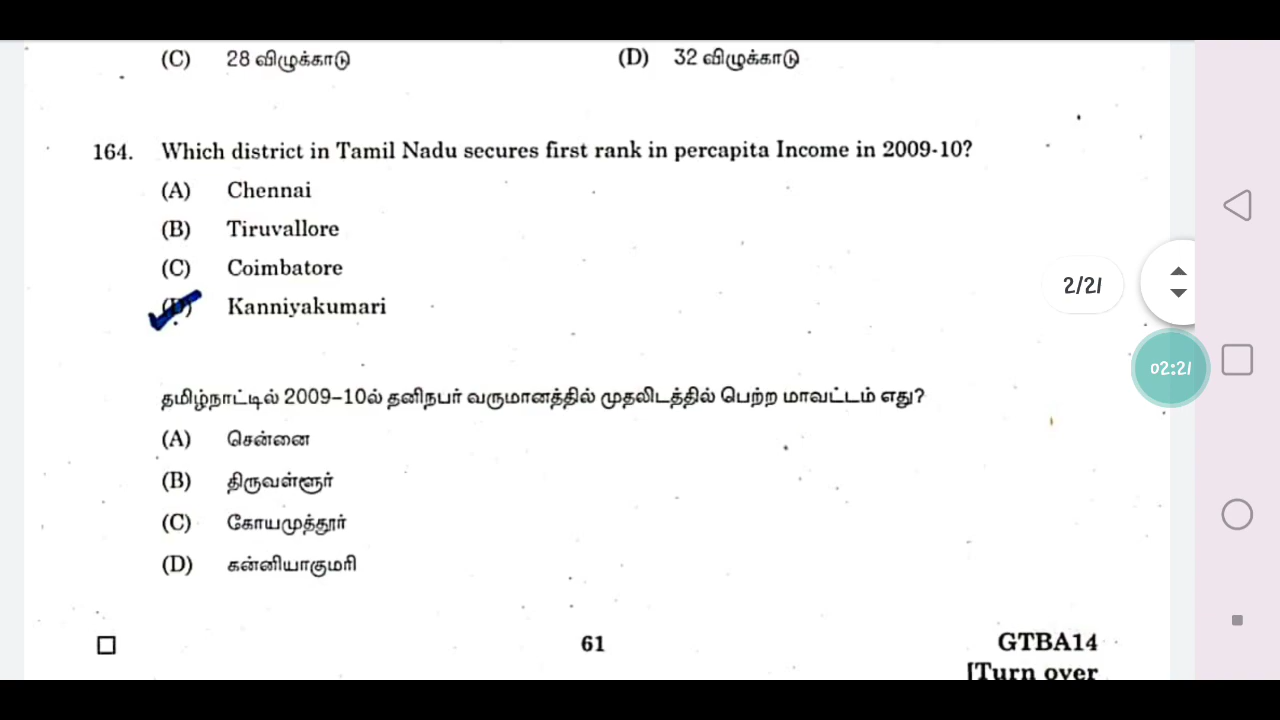 (C) 28 விழுக்காடு (D) 32 விழுக்காடு
164. Which district in Tamil Nadu secures first rank in percapita Income in 2009-10?
(A) Chennai
(B) Tiruvallore
(C) Coimbatore
(D) Kanniyakumari
2/21
02:21
தமிழ்நாட்டில் 2009–10ல் தனிநபர் வருமானத்தில் முதலிடத்தில் பெற்ற மாவட்டம் எது?
(A) சென்னை
(B) திருவள்ளூர்
(C) கோயமுத்தூர்
(D) கன்னியாகுமரி
61 GTBA14
[Turn over